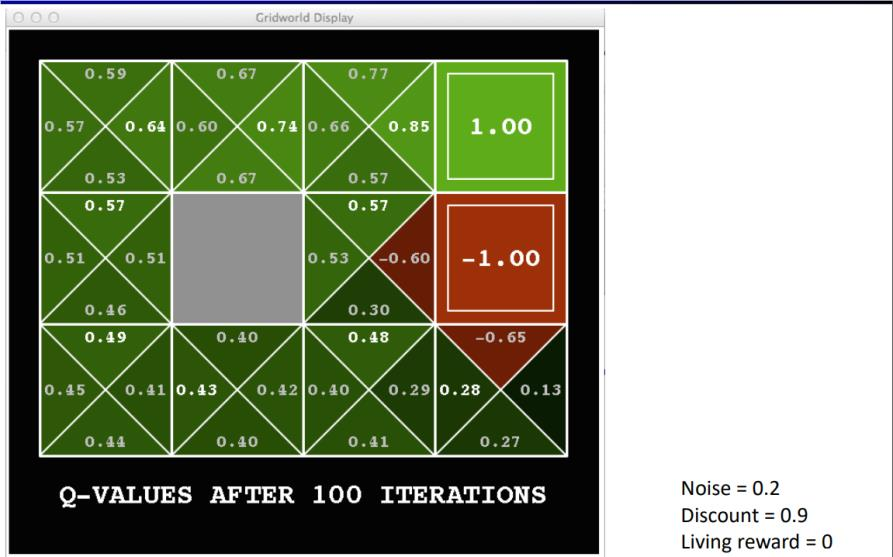 Gridworld Display
0.59 0.67 0.77
0.57 0.64 0.60 0.74 0.66 0.85 1.00
0.53 0.67 0.57
0.57 0.57
0.51 0.51 0.53 -0.60 -1.00
0.46 0.30
0.49 0.40 0.48 -0.65
0.45 0.41 0.43 0.42 0.40 0.29 0.28 0.13
0.44 0.40 0.41 0.27
Q-VALUES AFTER 100 ITERATIONS
Noise = 0.2
Discount = 0.9
Living reward = 0